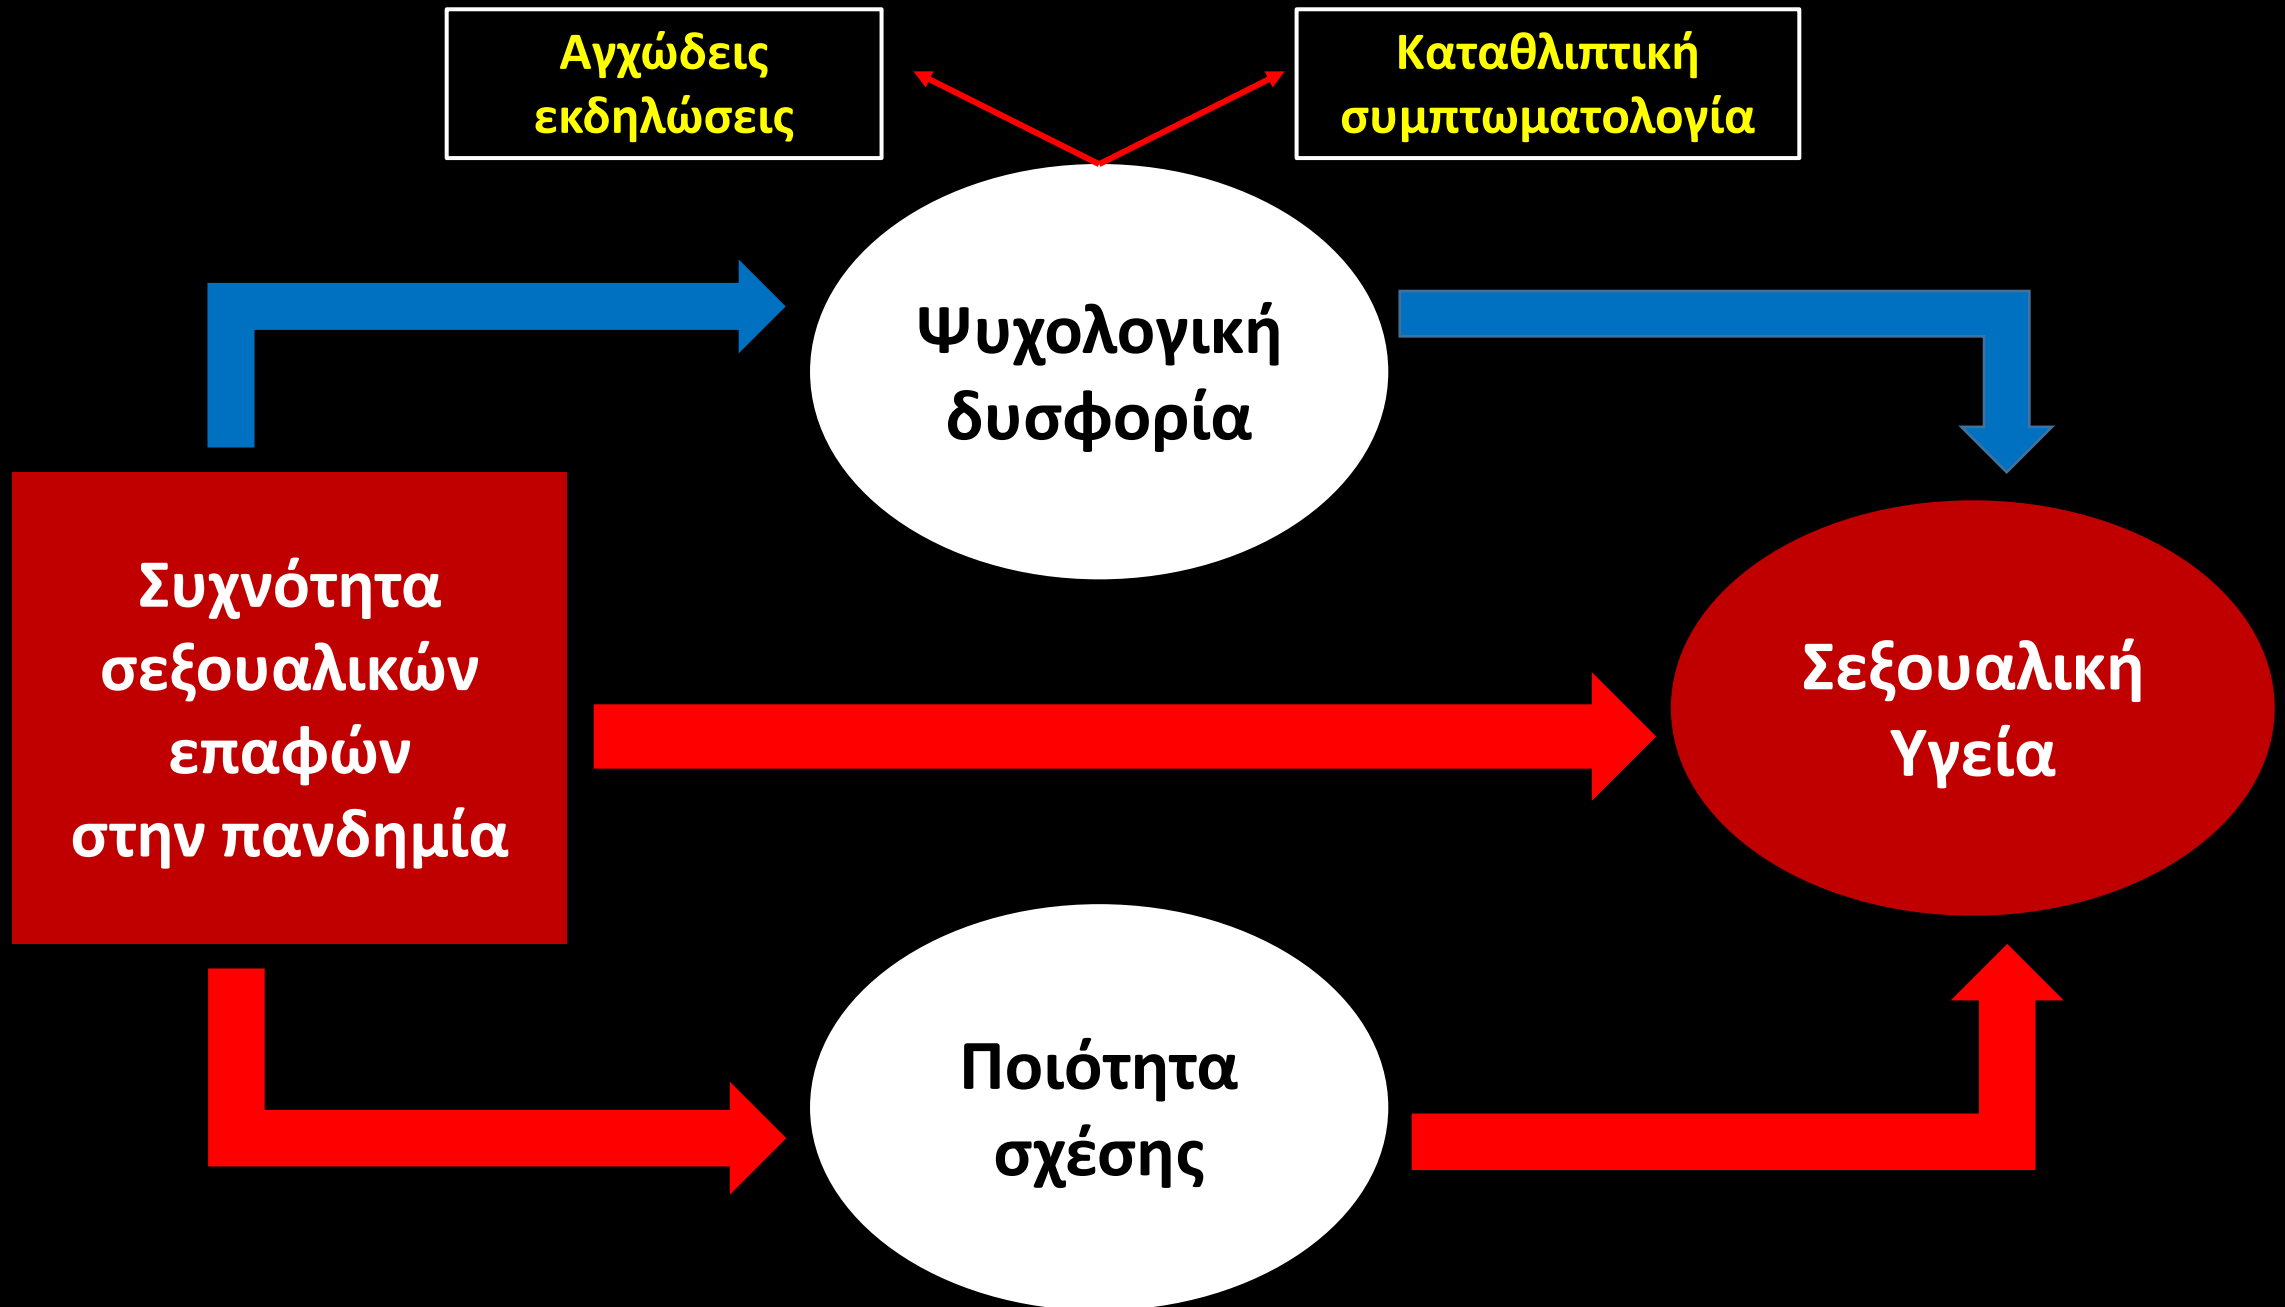 Αγχώδεις
εκδηλώσεις
Καταθλιπτική
συμπτωματολογία
Ψυχολογική
δυσφορία
Συχνότητα
σεξουαλικών
επαφών
στην πανδημία
Σεξουαλική
Υγεία
Ποιότητα
σχέσης